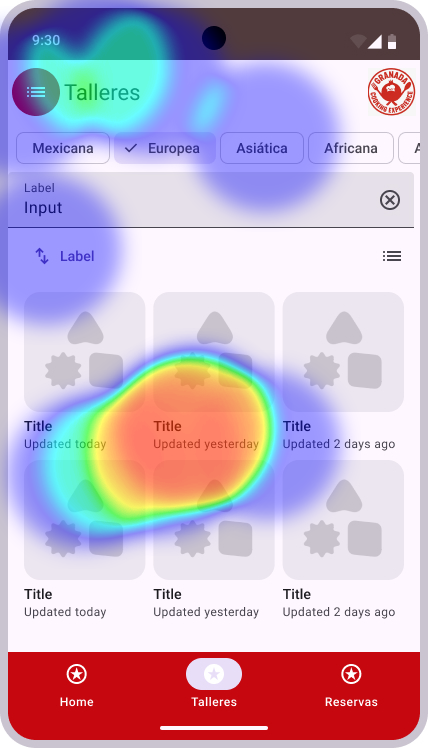 9:30
Talleres
GRANADA
COOKING EXPERIENCE
Mexicana
Europea
Asiática
Africana
A
Label
Input
Label
Title
Title
Title
Updated today
Updated yesterday
Updated 2 days ago
Title
Title
Title
Updated today
Updated yesterday
Updated 2 days ago
Home
Talleres
Reservas